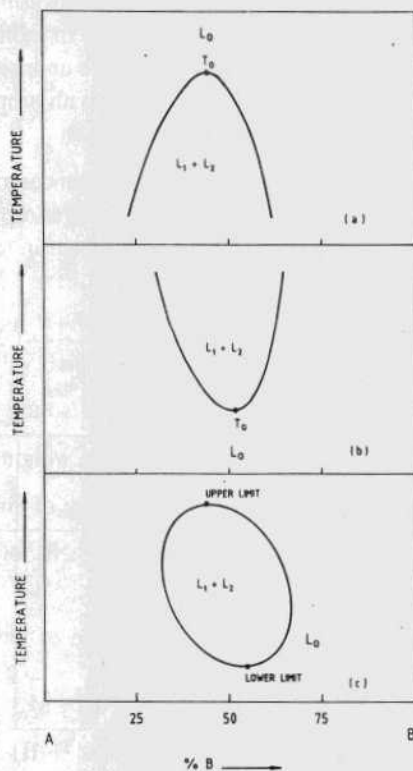 L₀
T₀
L₁ + L₂
(a)
TEMPERATURE
L₁ + L₂
T₀
L₀
(b)
TEMPERATURE
UPPER LIMIT
L₁ + L₂
L₀
LOWER LIMIT
(c)
TEMPERATURE
A
25
50
75
B
% B